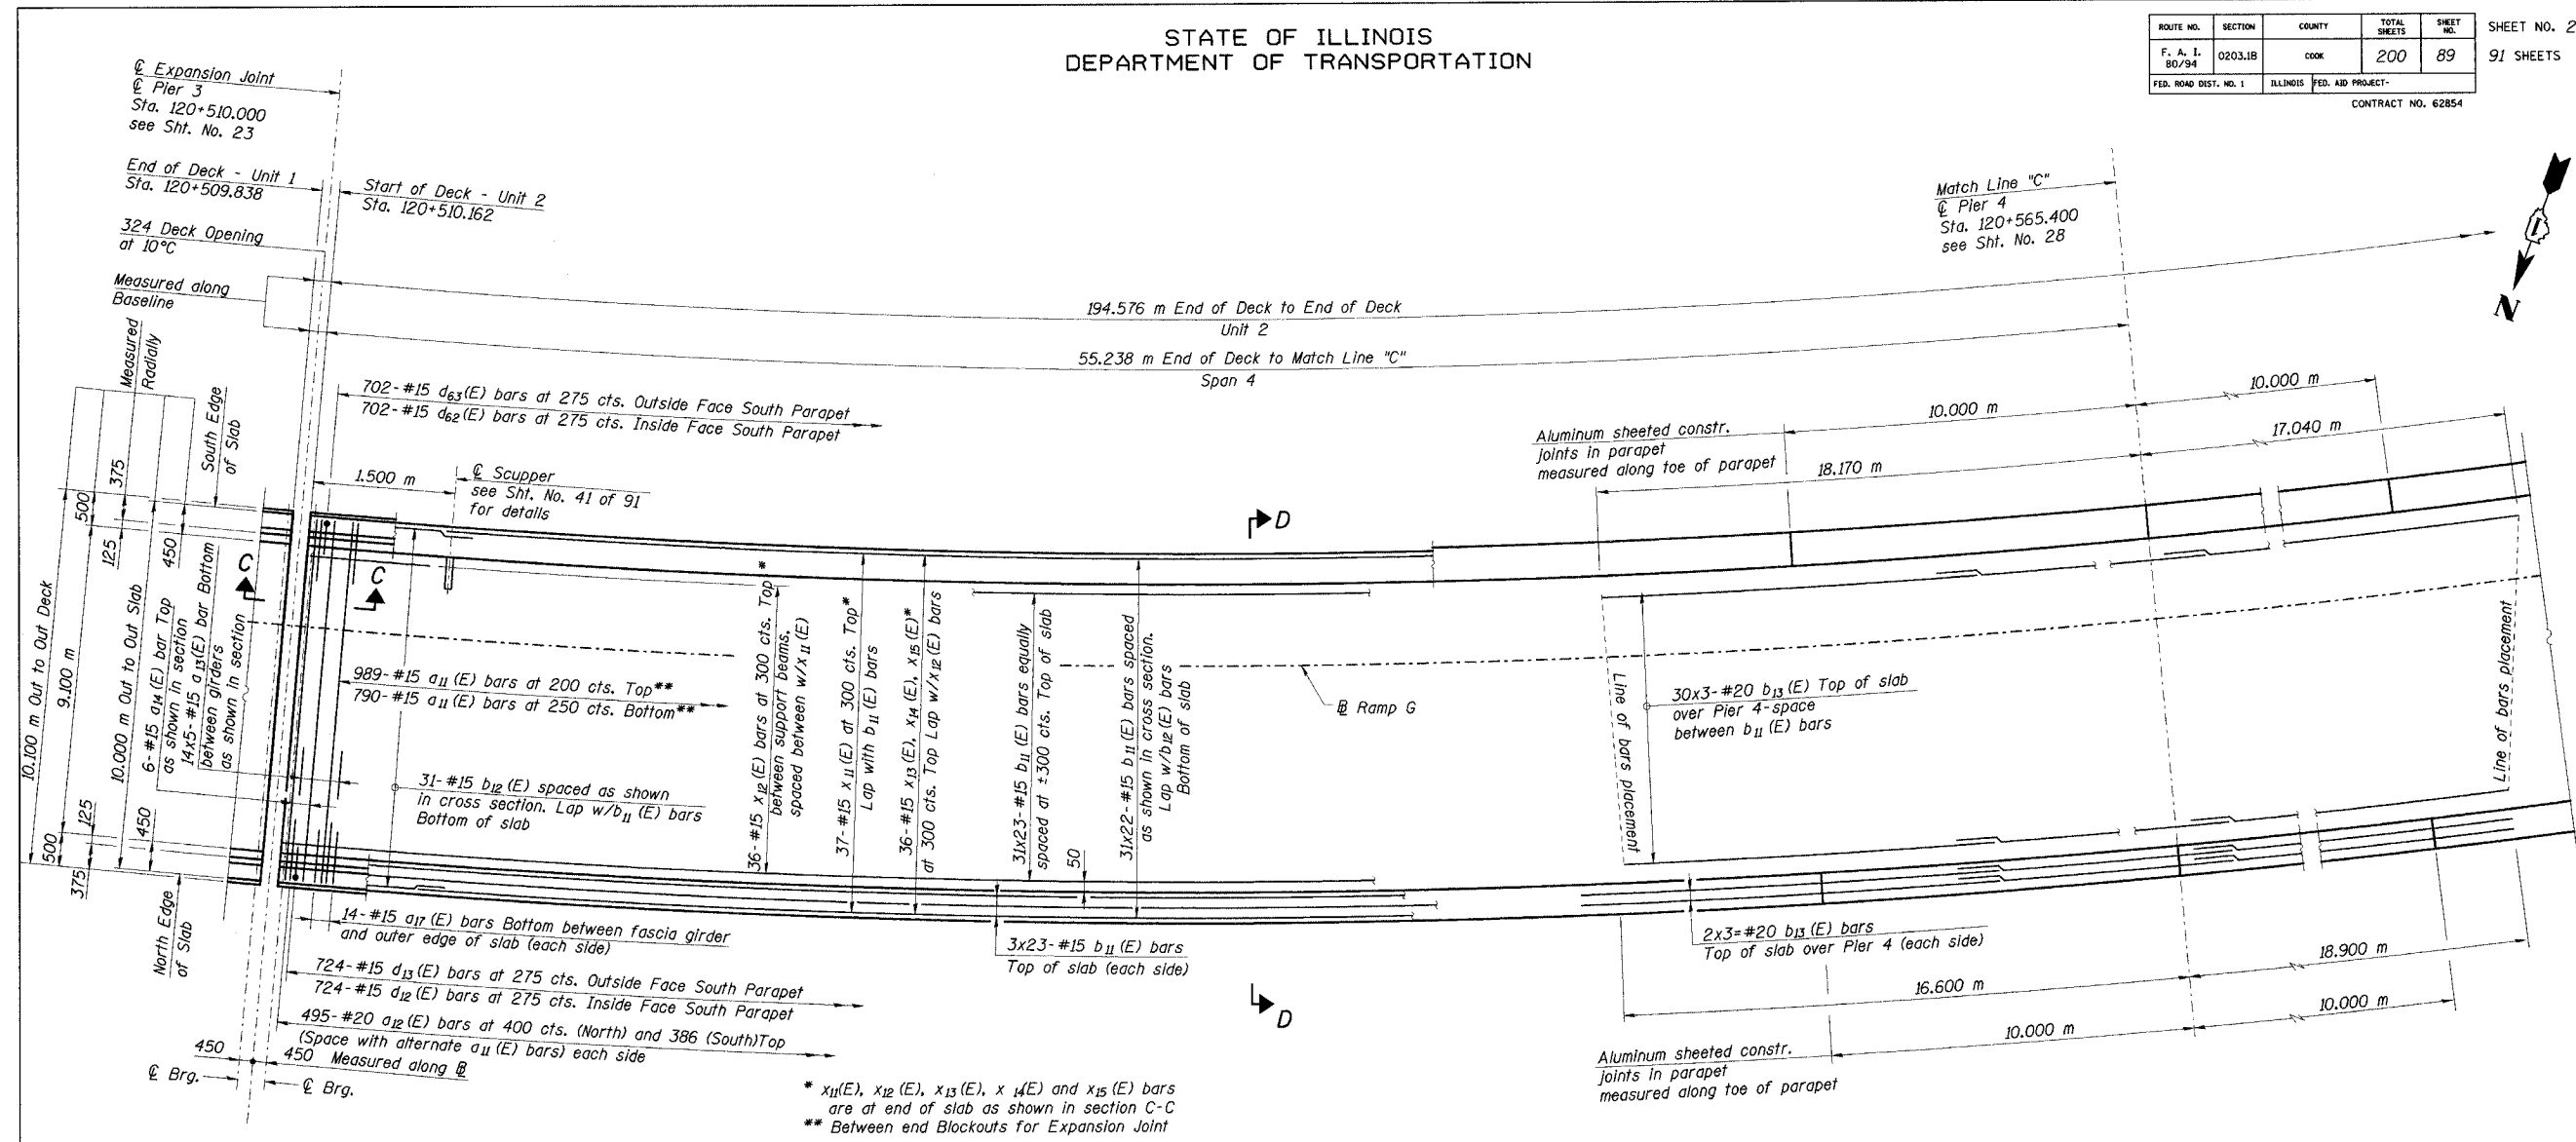 STATE OF ILLINOIS
DEPARTMENT OF TRANSPORTATION
ROUTE NO. SECTION COUNTY TOTAL SHEETS SHEET NO.
F. A. I. 80/94 0203.1B COOK 200 89
FED. ROAD DIST. NO. 1 ILLINOIS FED. AID PROJECT-
SHEET NO. 2
91 SHEETS
CONTRACT NO. 62854
℄ Expansion Joint
℄ Pier 3
Sta. 120+510.000
see Sht. No. 23
End of Deck - Unit 1
Sta. 120+509.838
Start of Deck - Unit 2
Sta. 120+510.162
324 Deck Opening
at 10°C
Measured along
Baseline
Match Line "C"
℄ Pier 4
Sta. 120+565.400
see Sht. No. 28
N
194.576 m End of Deck to End of Deck
Unit 2
55.238 m End of Deck to Match Line "C"
Span 4
Measured
Radially
South Edge
of Slab
702-#15 d63(E) bars at 275 cts. Outside Face South Parapet
702-#15 d62(E) bars at 275 cts. Inside Face South Parapet
1.500 m
℄ Scupper
see Sht. No. 41 of 91
for details
Aluminum sheeted constr.
joints in parapet
measured along toe of parapet
10.000 m
10.000 m
18.170 m
17.040 m
500
375
125
125
450
10.100 m Out to Out Deck
9.100 m
10.000 m Out to Out Slab
6-#15 a14(E) bar Top
as shown in section
14x5-#15 a13(E) bar Bottom
between girders
as shown in section
C
C
D
D
989-#15 a11(E) bars at 200 cts. Top**
790-#15 a11(E) bars at 250 cts. Bottom**
31-#15 b12(E) spaced as shown
in cross section. Lap w/b11(E) bars
Bottom of slab
36-#15 x12(E) bars at 300 cts. Top *
between support beams.
spaced between w/x11(E)
37-#15 x11(E) at 300 cts. Top*
Lap with b11(E) bars
36-#15 x13(E), x14(E), x15(E)*
at 300 cts. Top Lap w/x12(E) bars
31x23-#15 b11(E) bars equally
spaced at ±300 cts. Top of slab
50
31x22-#15 b11(E) bars spaced
as shown in cross section.
Lap w/b12(E) bars
Bottom of slab
B Ramp G
Line of bars placement
30x3-#20 b13(E) Top of slab
over Pier 4-space
between b11(E) bars
Line of bars placement
500
375
125
450
North Edge
of Slab
14-#15 a17(E) bars Bottom between fascia girder
and outer edge of slab (each side)
724-#15 d13(E) bars at 275 cts. Outside Face South Parapet
724-#15 d12(E) bars at 275 cts. Inside Face South Parapet
495-#20 a12(E) bars at 400 cts. (North) and 386 (South)Top
(Space with alternate a11(E) bars) each side
450
450 Measured along B
℄ Brg.
℄ Brg.
3x23-#15 b11(E) bars
Top of slab (each side)
2x3=#20 b13(E) bars
Top of slab over Pier 4 (each side)
16.600 m
18.900 m
10.000 m
10.000 m
Aluminum sheeted constr.
joints in parapet
measured along toe of parapet
* x11(E), x12(E), x13(E), x 14(E) and x15(E) bars
are at end of slab as shown in section C-C
** Between end Blockouts for Expansion Joint